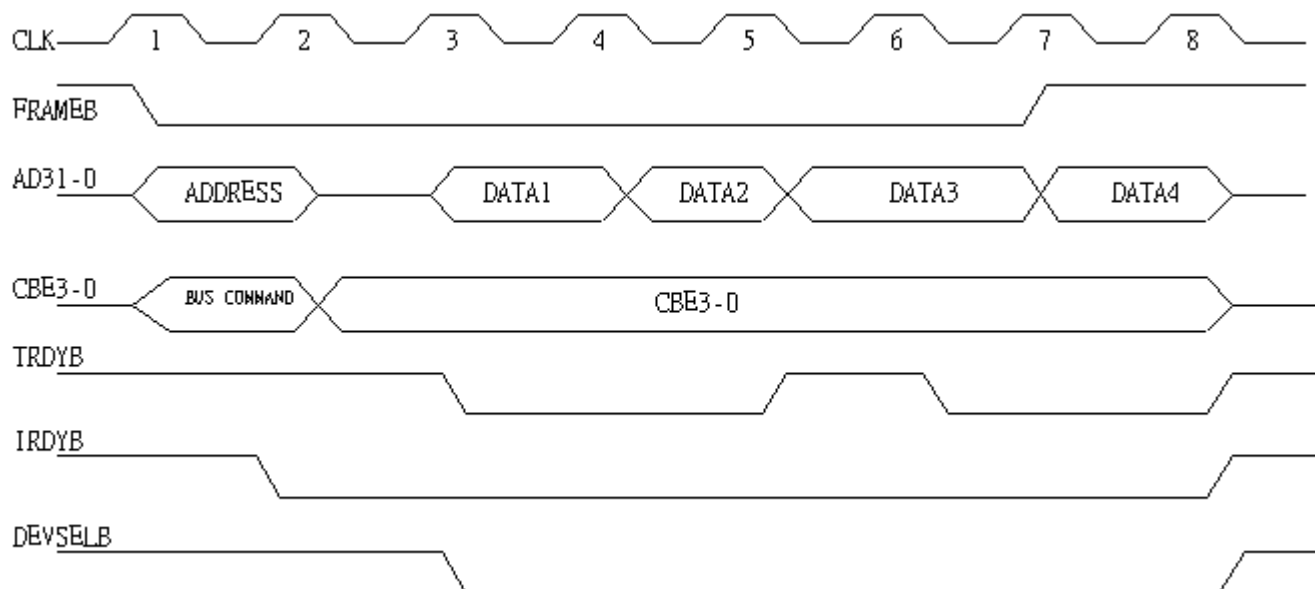 CLK 1 2 3 4 5 6 7 8
FRAMEB
AD31-0 ADDRESS DATA1 DATA2 DATA3 DATA4
CBE3-0 BUS COMMAND CBE3-0
TRDYB
IRDYB
DEVSELB